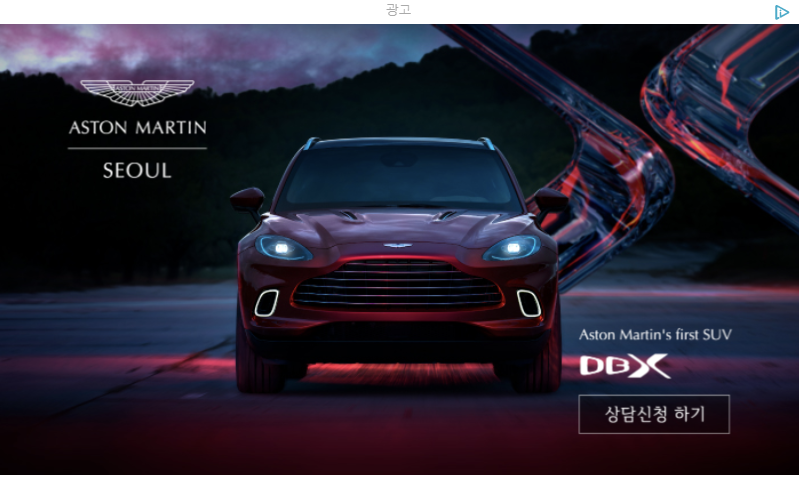 광고
ASTON MARTIN
ASTON MARTIN
SEOUL
Aston Martin's first SUV
DBX
상담신청 하기